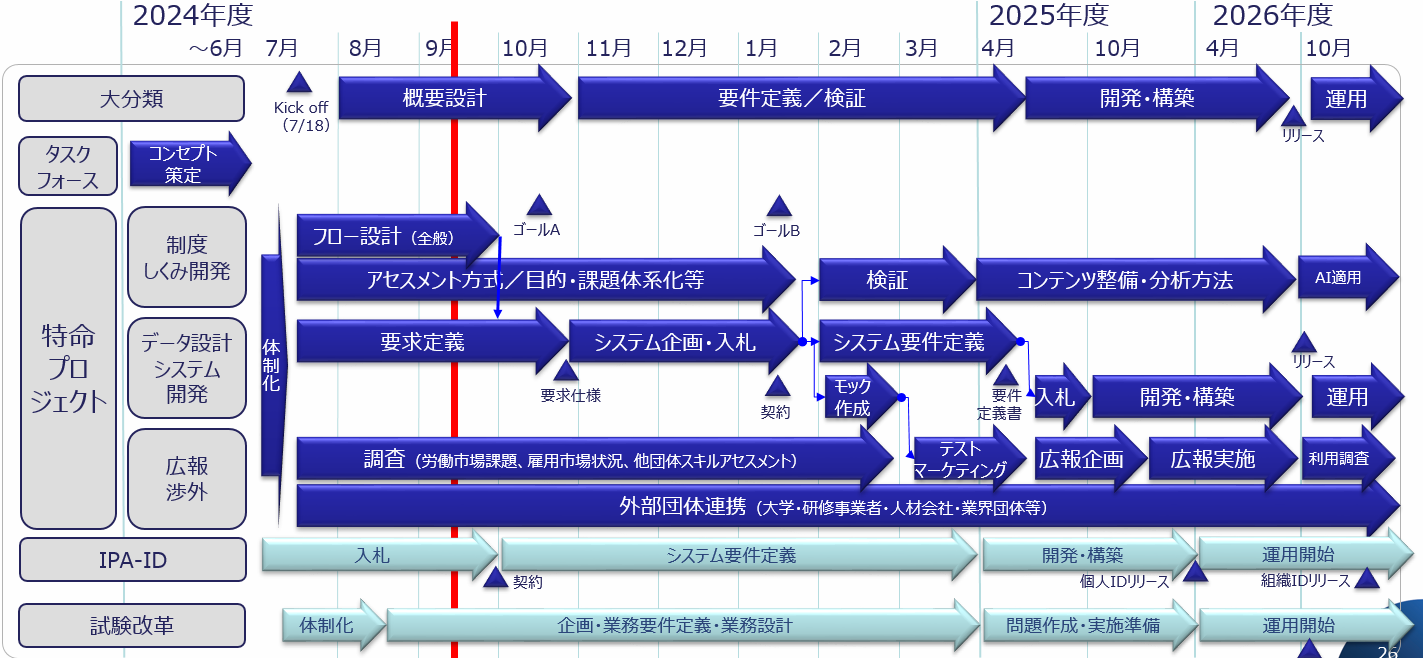 2024年度
2025年度
2026年度
～6月
7月
8月
9月
10月
11月
12月
1月
2月
3月
4月
10月
4月
10月
大分類
Kick off
（7/18）
概要設計
要件定義／検証
開発・構築
リリース
運用
タスク
フォース
コンセプト
策定
特命
プロ
ジェクト
制度
しくみ開発
体
制
化
フロー設計（全般）
ゴールA
ゴールB
アセスメント方式／目的・課題体系化等
検証
コンテンツ整備・分析方法
AI適用
データ設計
システム
開発
要求定義
要求仕様
システム企画・入札
契約
システム要件定義
モック
作成
要件
定義書
入札
開発・構築
リリース
運用
広報
渉外
調査（労働市場課題、雇用市場状況、他団体スキルアセスメント）
テスト
マーケティング
広報企画
広報実施
利用調査
外部団体連携（大学・研修事業者・人材会社・業界団体等）
IPA-ID
入札
契約
システム要件定義
開発・構築
個人IDリリース
運用開始
組織IDリリース
試験改革
体制化
企画・業務要件定義・業務設計
問題作成・実施準備
運用開始
26